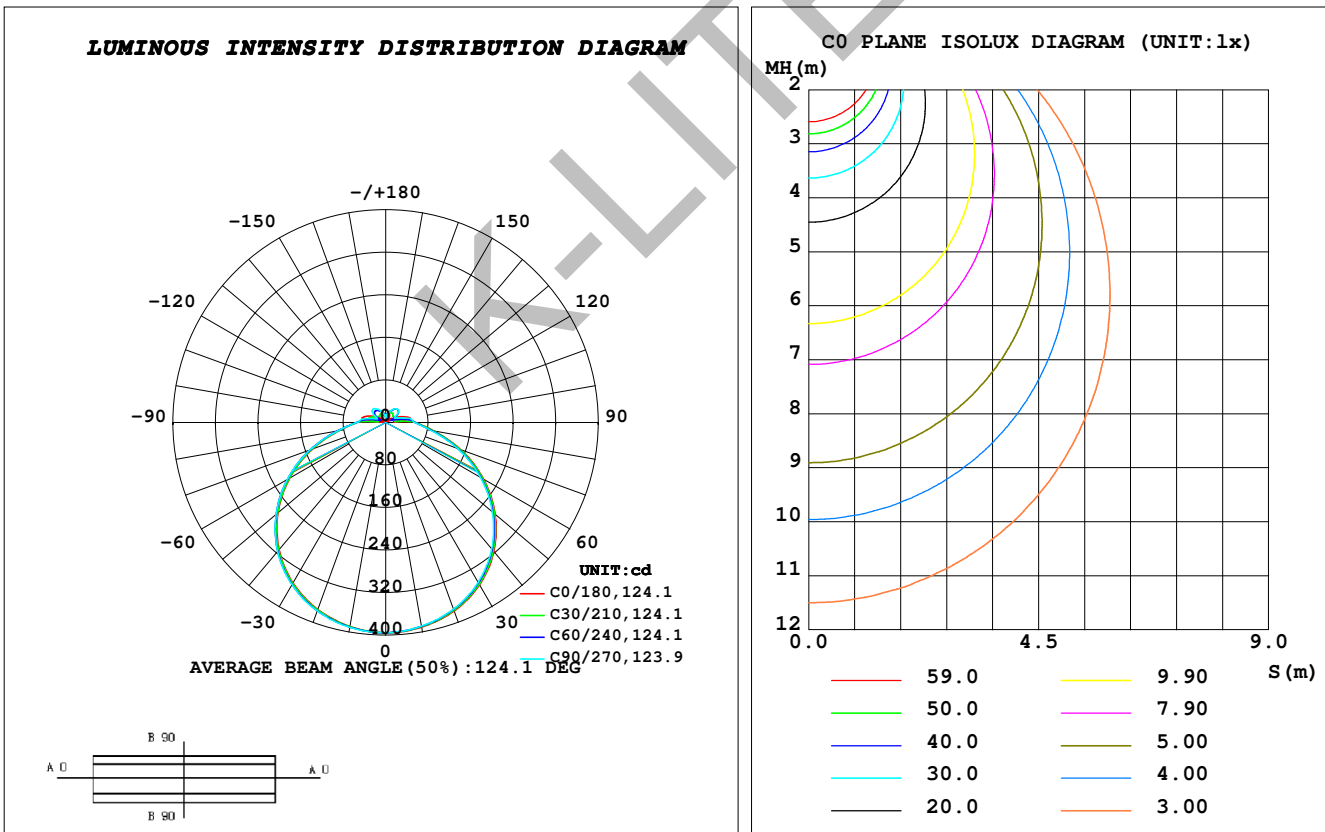 LUMINOUS INTENSITY DISTRIBUTION DIAGRAM
-/+180
-150
150
-120
120
-90
90
0
80
160
240
320
400
-60
60
-30
30
0
UNIT:cd
C0/180,124.1
C30/210,124.1
C60/240,124.1
C90/270,123.9
AVERAGE BEAM ANGLE(50%):124.1 DEG
B 90
A 0
A 0
B 90
C0 PLANE ISOLUX DIAGRAM (UNIT:lx)
MH(m)
2
3
4
5
6
7
8
9
10
11
12
0.0
4.5
9.0
S(m)
59.0
9.90
50.0
7.90
40.0
5.00
30.0
4.00
20.0
3.00
K-LITE